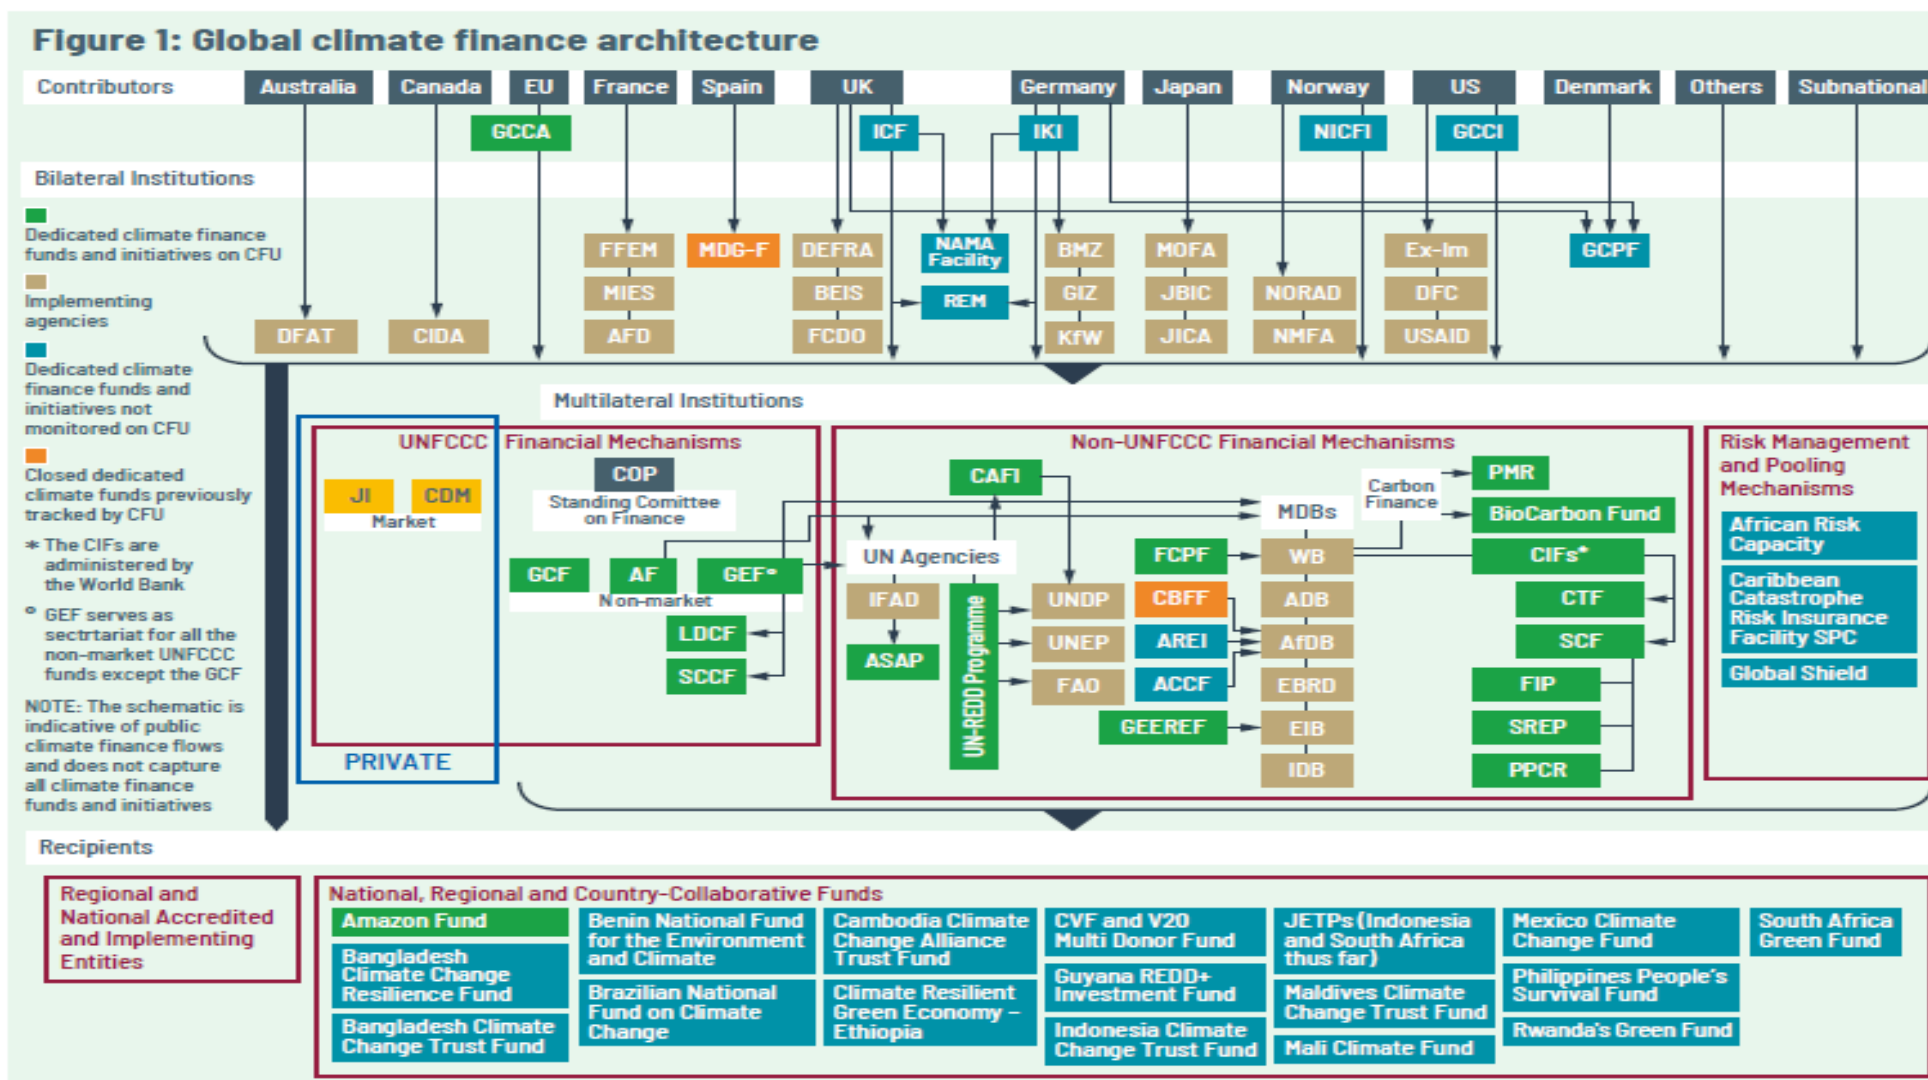 Figure 1: Global climate finance architecture
Contributors
Australia
Canada
EU
France
Spain
UK
Germany
Japan
Norway
US
Denmark
Others
Subnational
GCCA
ICF
IKI
NICFI
GCCI
Bilateral Institutions
Dedicated climate finance
funds and initiatives on CFU
Implementing
agencies
Dedicated climate
finance funds and
initiatives not
monitored on CFU
Closed dedicated
climate funds previously
tracked by CFU
* The CIFs are
administered by
the World Bank
° GEF serves as
sectrtariat for all the
non-market UNFCCC
funds except the GCF
NOTE: The schematic is
indicative of public
climate finance flows
and does not capture
all climate finance
funds and initiatives
FFEM
MDG-F
DEFRA
NAMA
Facility
BMZ
MOFA
Ex-Im
GCPF
MIES
BEIS
REM
GIZ
JBIC
NORAD
DFC
DFAT
CIDA
AFD
FCDO
KfW
JICA
NMFA
USAID
Multilateral Institutions
UNFCCC Financial Mechanisms
JI
CDM
Market
COP
Standing Comittee
on Finance
GCF
AF
GEF°
Non-market
LDCF
SCCF
PRIVATE
Non-UNFCCC Financial Mechanisms
CAFI
UN Agencies
IFAD
ASAP
UN-REDD Programme
UNDP
UNEP
FAO
FCPF
CBFF
AREI
ACCF
GEEREF
MDBs
WB
ADB
AfDB
EBRD
EIB
IDB
Carbon
Finance
PMR
BioCarbon Fund
CIFs*
CTF
SCF
FIP
SREP
PPCR
Risk Management
and Pooling
Mechanisms
African Risk
Capacity
Caribbean
Catastrophe
Risk Insurance
Facility SPC
Global Shield
Recipients
Regional and
National Accredited
and Implementing
Entities
National, Regional and Country-Collaborative Funds
Amazon Fund
Bangladesh
Climate Change
Resilience Fund
Bangladesh Climate
Change Trust Fund
Benin National Fund
for the Environment
and Climate
Brazilian National
Fund on Climate
Change
Cambodia Climate
Change Alliance
Trust Fund
Climate Resilient
Green Economy –
Ethiopia
CVF and V20
Multi Donor Fund
Guyana REDD+
Investment Fund
Indonesia Climate
Change Trust Fund
JETPs (Indonesia
and South Africa
thus far)
Maldives Climate
Change Trust Fund
Mali Climate Fund
Mexico Climate
Change Fund
Philippines People's
Survival Fund
Rwanda's Green Fund
South Africa
Green Fund